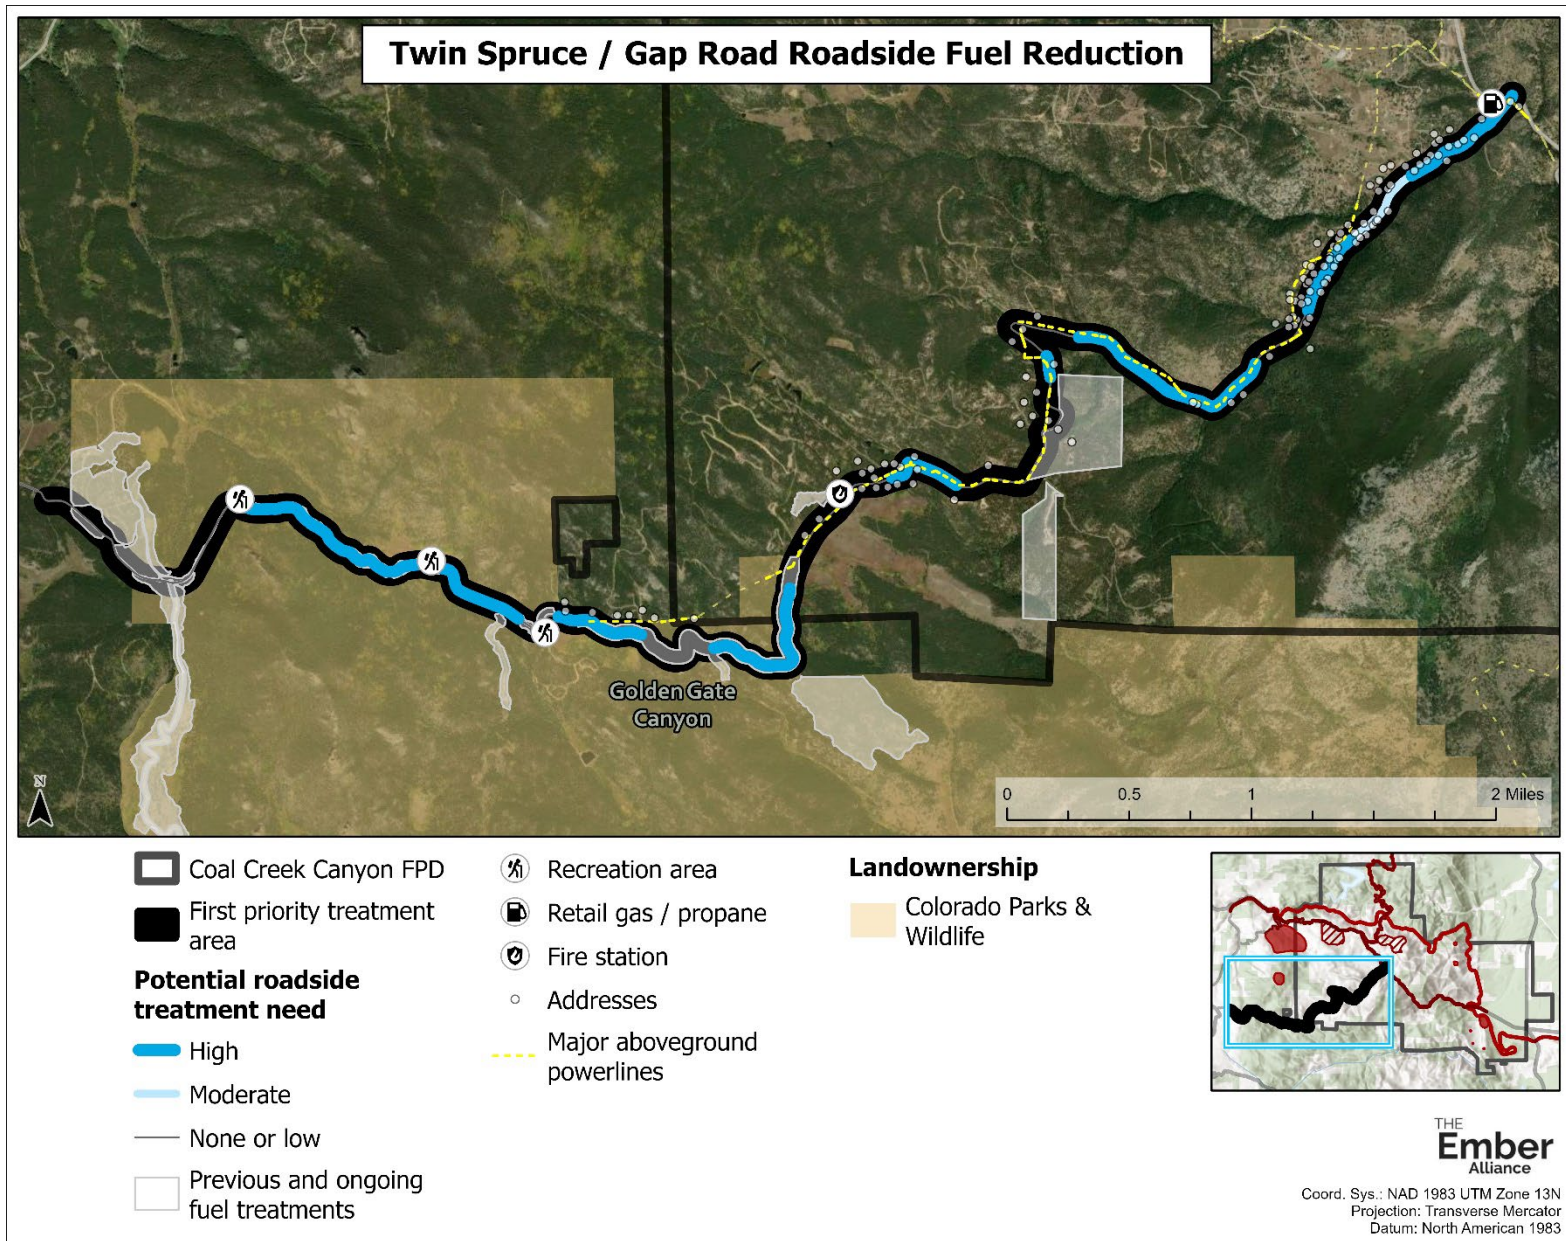 Twin Spruce / Gap Road Roadside Fuel Reduction
Golden Gate
Canyon
N
0 0.5 1 2 Miles
Coal Creek Canyon FPD
First priority treatment
area
Potential roadside
treatment need
High
Moderate
None or low
Previous and ongoing
fuel treatments
Recreation area
Retail gas / propane
Fire station
Addresses
Major aboveground
powerlines
Landownership
Colorado Parks &
Wildlife
THE
Ember
Alliance
Coord. Sys.: NAD 1983 UTM Zone 13N
Projection: Transverse Mercator
Datum: North American 1983